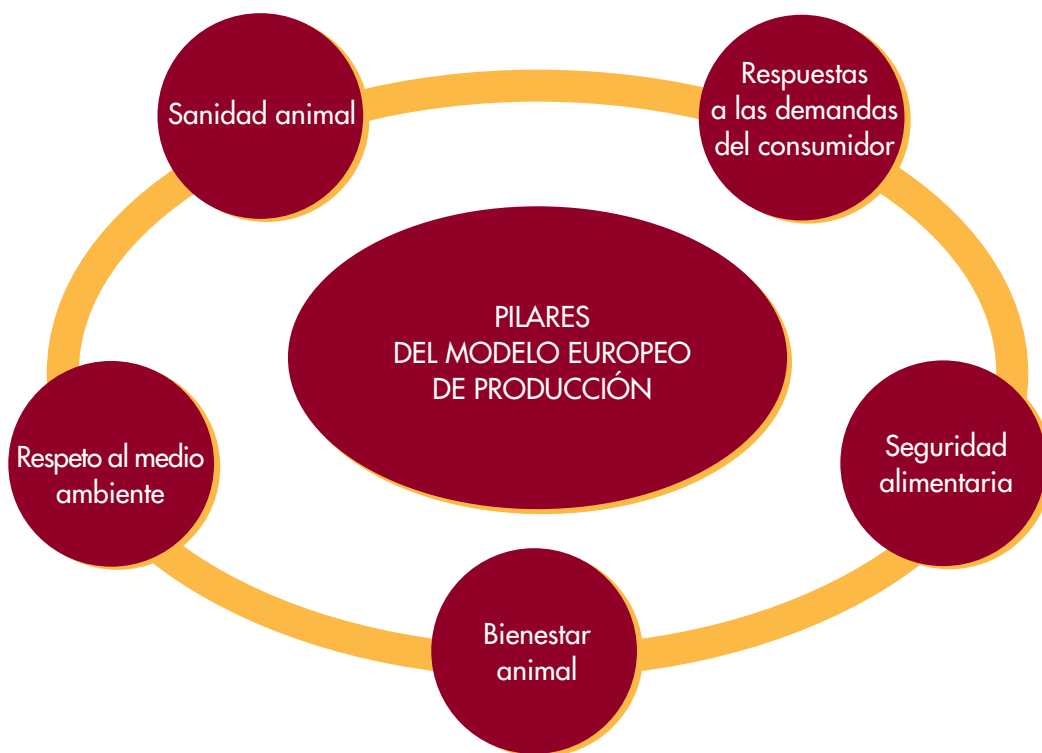 Sanidad animal
Respuestas
a las demandas
del consumidor
PILARES
DEL MODELO EUROPEO
DE PRODUCCIÓN
Respeto al medio
ambiente
Seguridad
alimentaria
Bienestar
animal